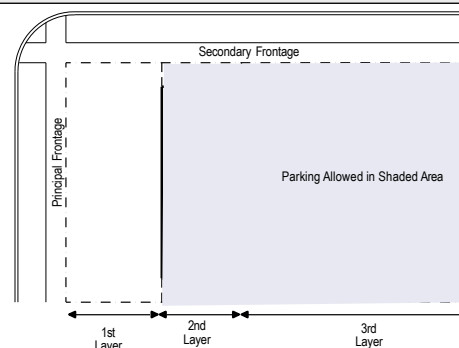 Secondary Frontage
Principal Frontage
Parking Allowed in Shaded Area
1st
Layer
2nd
Layer
3rd
Layer